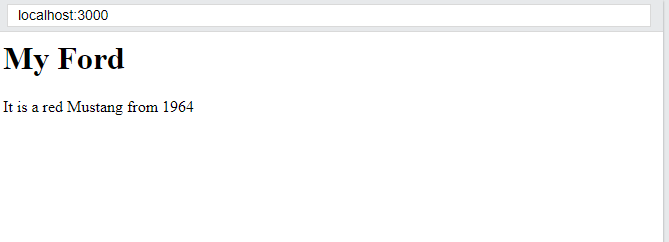 localhost:3000
My Ford
It is a red Mustang from 1964